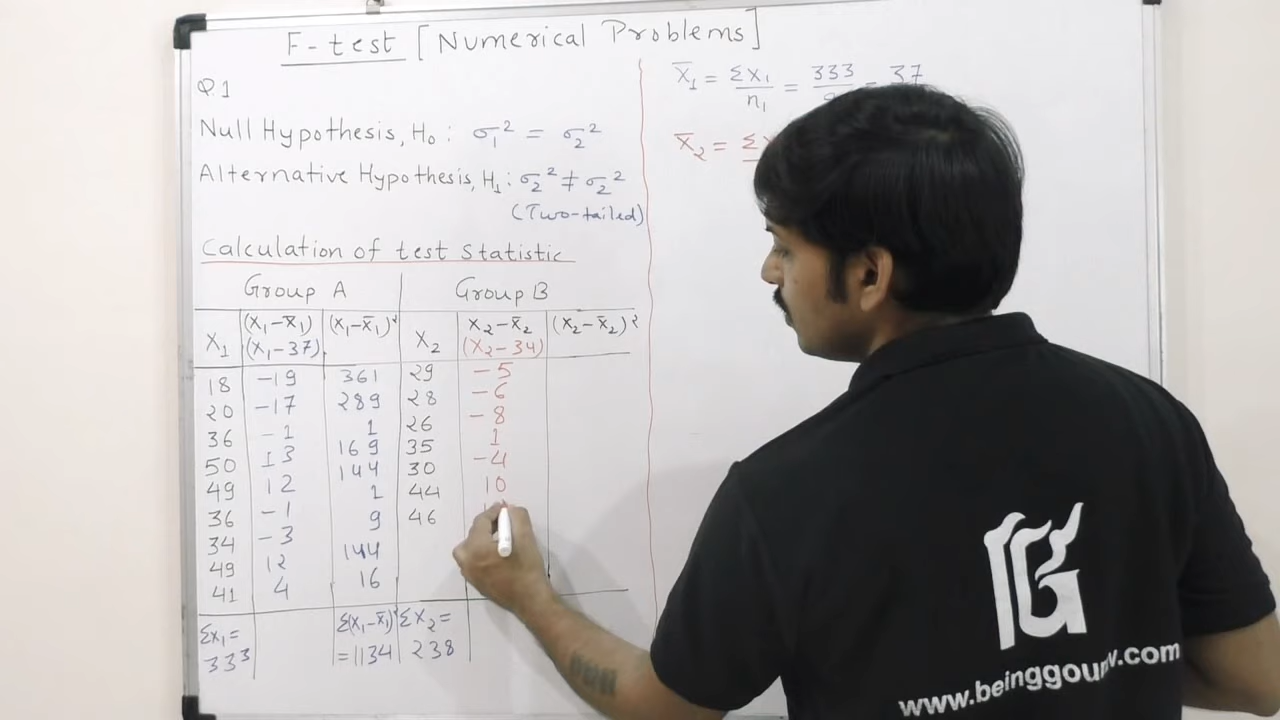 F-test [Numerical Problems]
Q.1
Null Hypothesis, H₀ : σ₁² = σ₂²
Alternative Hypothesis, H₁ : σ₂² ≠ σ₂²
(Two-tailed)
Calculation of test Statistic
Group A Group B
X₁ (X₁-X̄₁) (X₁-X̄₁)² X₂ X₂-X̄₂ (X₂-X̄₂)²
(X₁-37) (X₂-34)
18 -19 361 29 -5
20 -17 289 28 -6
36 -1 1 26 -8
50 13 169 35 1
49 12 144 30 -4
36 -1 1 44 10
34 -3 9 46
49 12 144
41 4 16
Σx₁= Σ(X₁-X̄₁)² ΣX₂=
333 =1134 238
X̄₁ = ΣX₁/n₁ = 333/ = 37
X̄₂ =
G
www.beinggourav.com